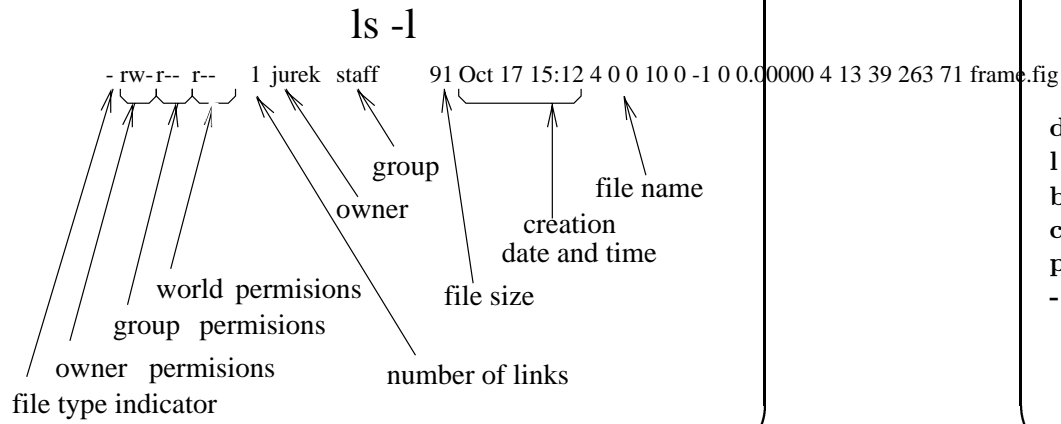 ls -l
- rw- r-- r-- 1 jurek staff 91 Oct 17 15:12 4 0 0 10 0 -1 0 0.00000 4 13 39 263 71 frame.fig
group
file name
owner
creation
date and time
world permisions
file size
group permisions
owner permisions
number of links
file type indicator
d
l
b
c
p
-